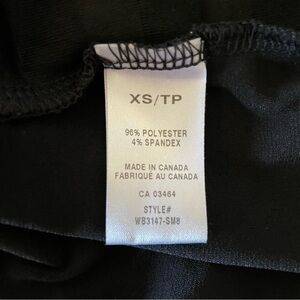 XS/TP
96% POLYESTER
4% SPANDEX
MADE IN CANADA
FABRIQUÉ AU CANADA
CA 03464
STYLE#
WB3147-SM8